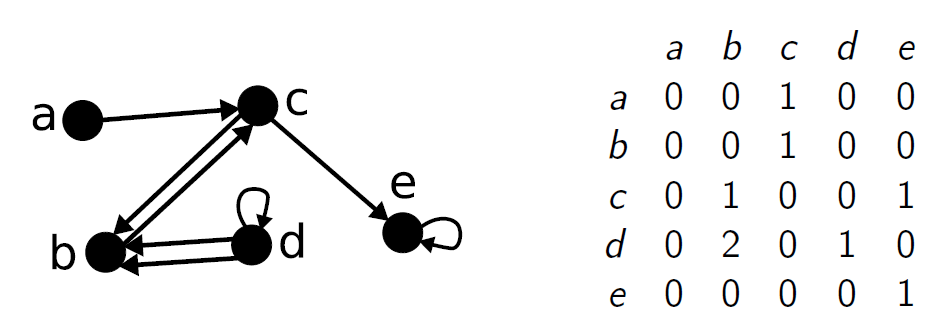 a
c
b
d
e
a b c d e
a 0 0 1 0 0
b 0 0 1 0 0
c 0 1 0 0 1
d 0 2 0 1 0
e 0 0 0 0 1